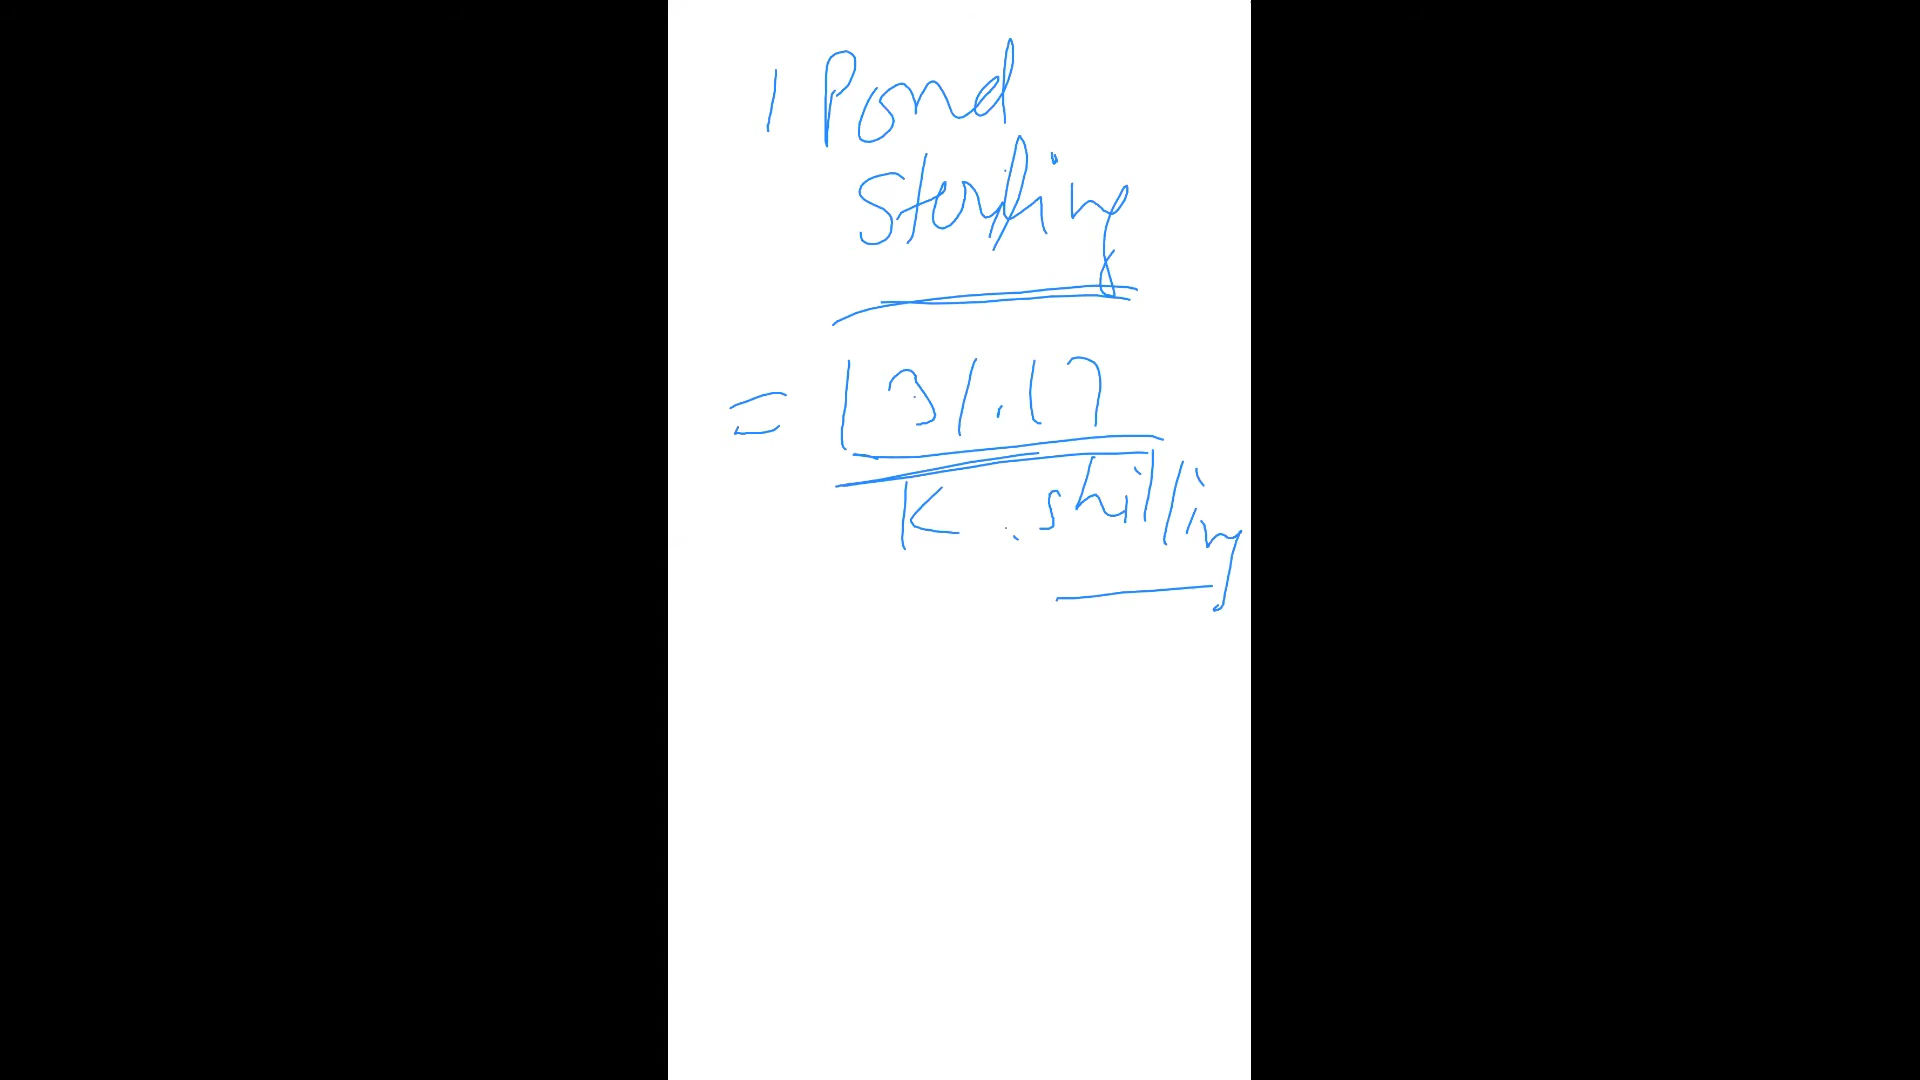 1 Pond
sterling
= 131.17
K. shilling